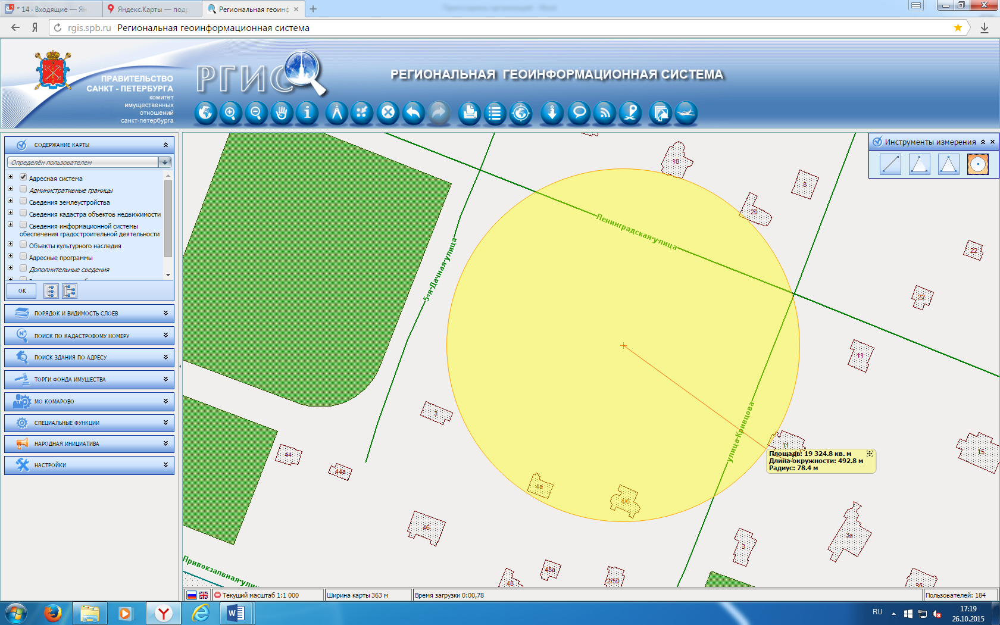 * 14 · Входящие — Ян
Яндекс.Карты — подр
Региональная геоинф
rgis.spb.ru Региональная геоинформационная система
ПРАВИТЕЛЬСТВО
САНКТ - ПЕТЕРБУРГА
комитет
имущественных
отношений
санкт-петербурга
РГИС
РЕГИОНАЛЬНАЯ ГЕОИНФОРМАЦИОННАЯ СИСТЕМА
СОДЕРЖАНИЕ КАРТЫ
Определён пользователем
Адресная система
Административные границы
Сведения землеустройства
Сведения кадастра объектов недвижимости
Сведения информационной системы
обеспечения градостроительной деятельности
Объекты культурного наследия
Адресные программы
Дополнительные сведения
ОК
ПОРЯДОК И ВИДИМОСТЬ СЛОЕВ
ПОИСК ПО КАДАСТРОВОМУ НОМЕРУ
ПОИСК ЗДАНИЯ ПО АДРЕСУ
ТОРГИ ФОНДА ИМУЩЕСТВА
МО КОМАРОВО
СПЕЦИАЛЬНЫЕ ФУНКЦИИ
НАРОДНАЯ ИНИЦИАТИВА
НАСТРОЙКИ
Инструменты измерения
18
8
20
Ленинградская улица
22
5-я Дачная улица
22
11
3
улица Кривцова
11
15
44
44а
Площадь: 19 324.8 кв. м
Длина окружности: 492.8 м
Радиус: 78.4 м
4а
4/6
46
3
3а
Привокзальная ули
48
48а
2/50
36
Текущий масштаб 1:1 000
Ширина карты 363 м
Время загрузки 0:00,78
Пользователей: 184
RU
17:19
26.10.2015